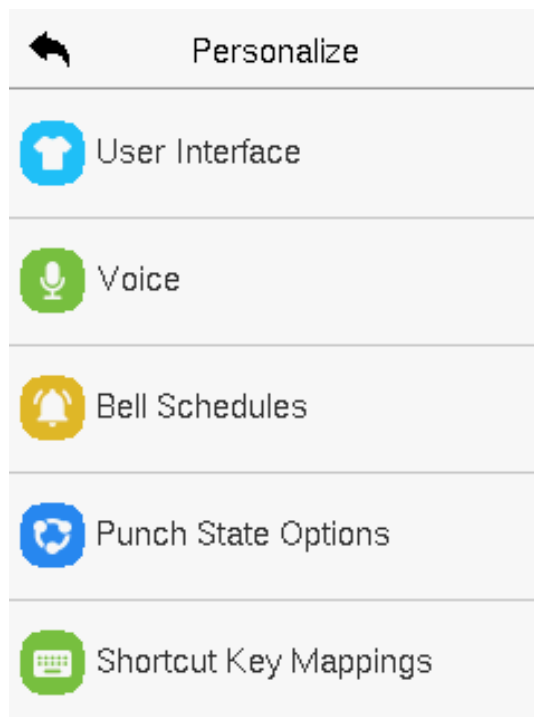 Personalize
User Interface
Voice
Bell Schedules
Punch State Options
Shortcut Key Mappings